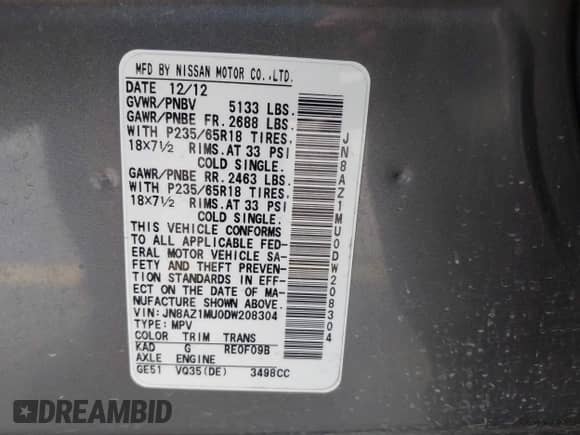 MFD BY NISSAN MOTOR CO.,LTD.
DATE 12/12
GVWR/PNBV 5133 LBS.
GAWR/PNBE FR. 2688 LBS.
WITH P235/65R18 TIRES.
18X7½ RIMS.AT 33 PSI
COLD SINGLE.
GAWR/PNBE RR. 2463 LBS.
WITH P235/65R18 TIRES.
18X7½ RIMS.AT 33 PSI
COLD SINGLE.
THIS VEHICLE CONFORMS
TO ALL APPLICABLE FED-
ERAL MOTOR VEHICLE SA-
FETY AND THEFT PREVEN-
TION STANDARDS IN EFF-
ECT ON THE DATE OF MA-
NUFACTURE SHOWN ABOVE.
VIN: JN8AZ1MU0DW208304
TYPE: MPV
COLOR TRIM TRANS
KAD G RE0F09B
AXLE ENGINE
GE51 VQ35(DE) 3498CC
JN8AZ1MU0DW208304
DREAMBID